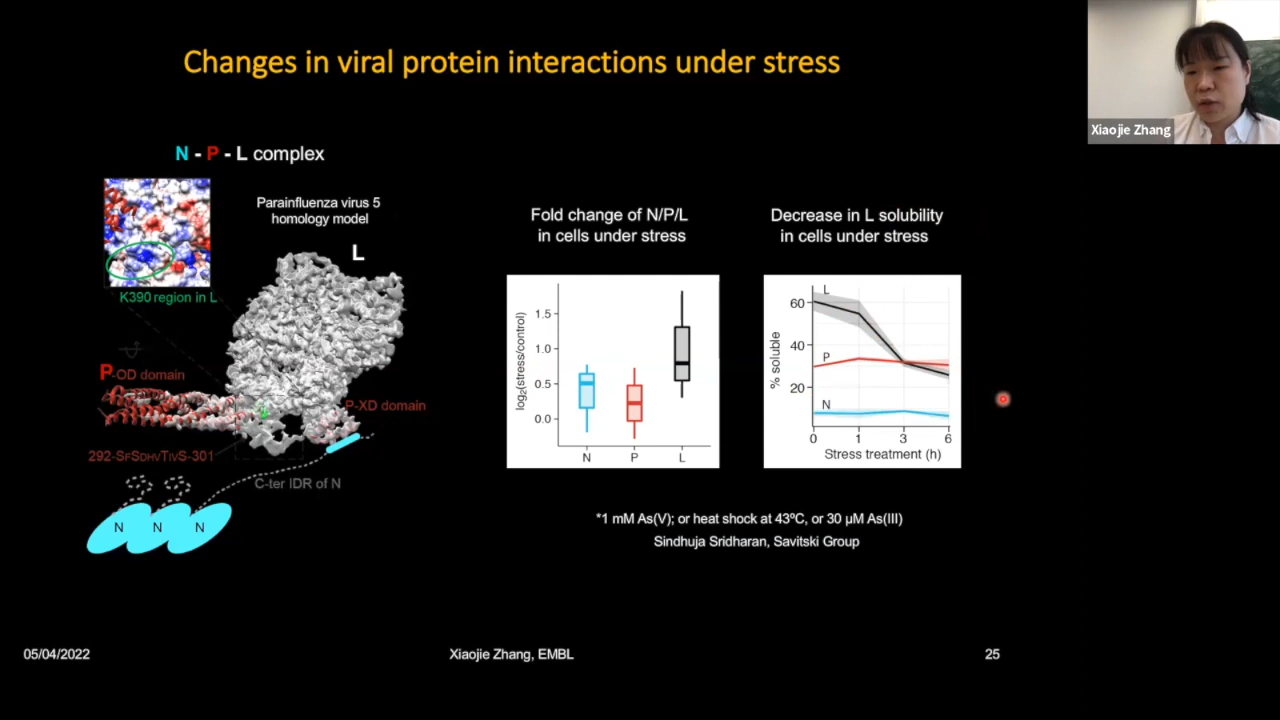 Changes in viral protein interactions under stress
Xiaojie Zhang
N - P - L complex
Parainfluenza virus 5
homology model
L
K390 region in L
P-OD domain
P-XD domain
292-SFSDHVTIVS-301
C-ter IDR of N
N N N
Fold change of N/P/L
in cells under stress
log2(stress/control)
1.5
1.0
0.5
0.0
N P L
Decrease in L solubility
in cells under stress
% soluble
60
40
20
L
P
N
0 1 3 6
Stress treatment (h)
*1 mM As(V); or heat shock at 43ºC, or 30 µM As(III)
Sindhuja Sridharan, Savitski Group
05/04/2022
Xiaojie Zhang, EMBL
25